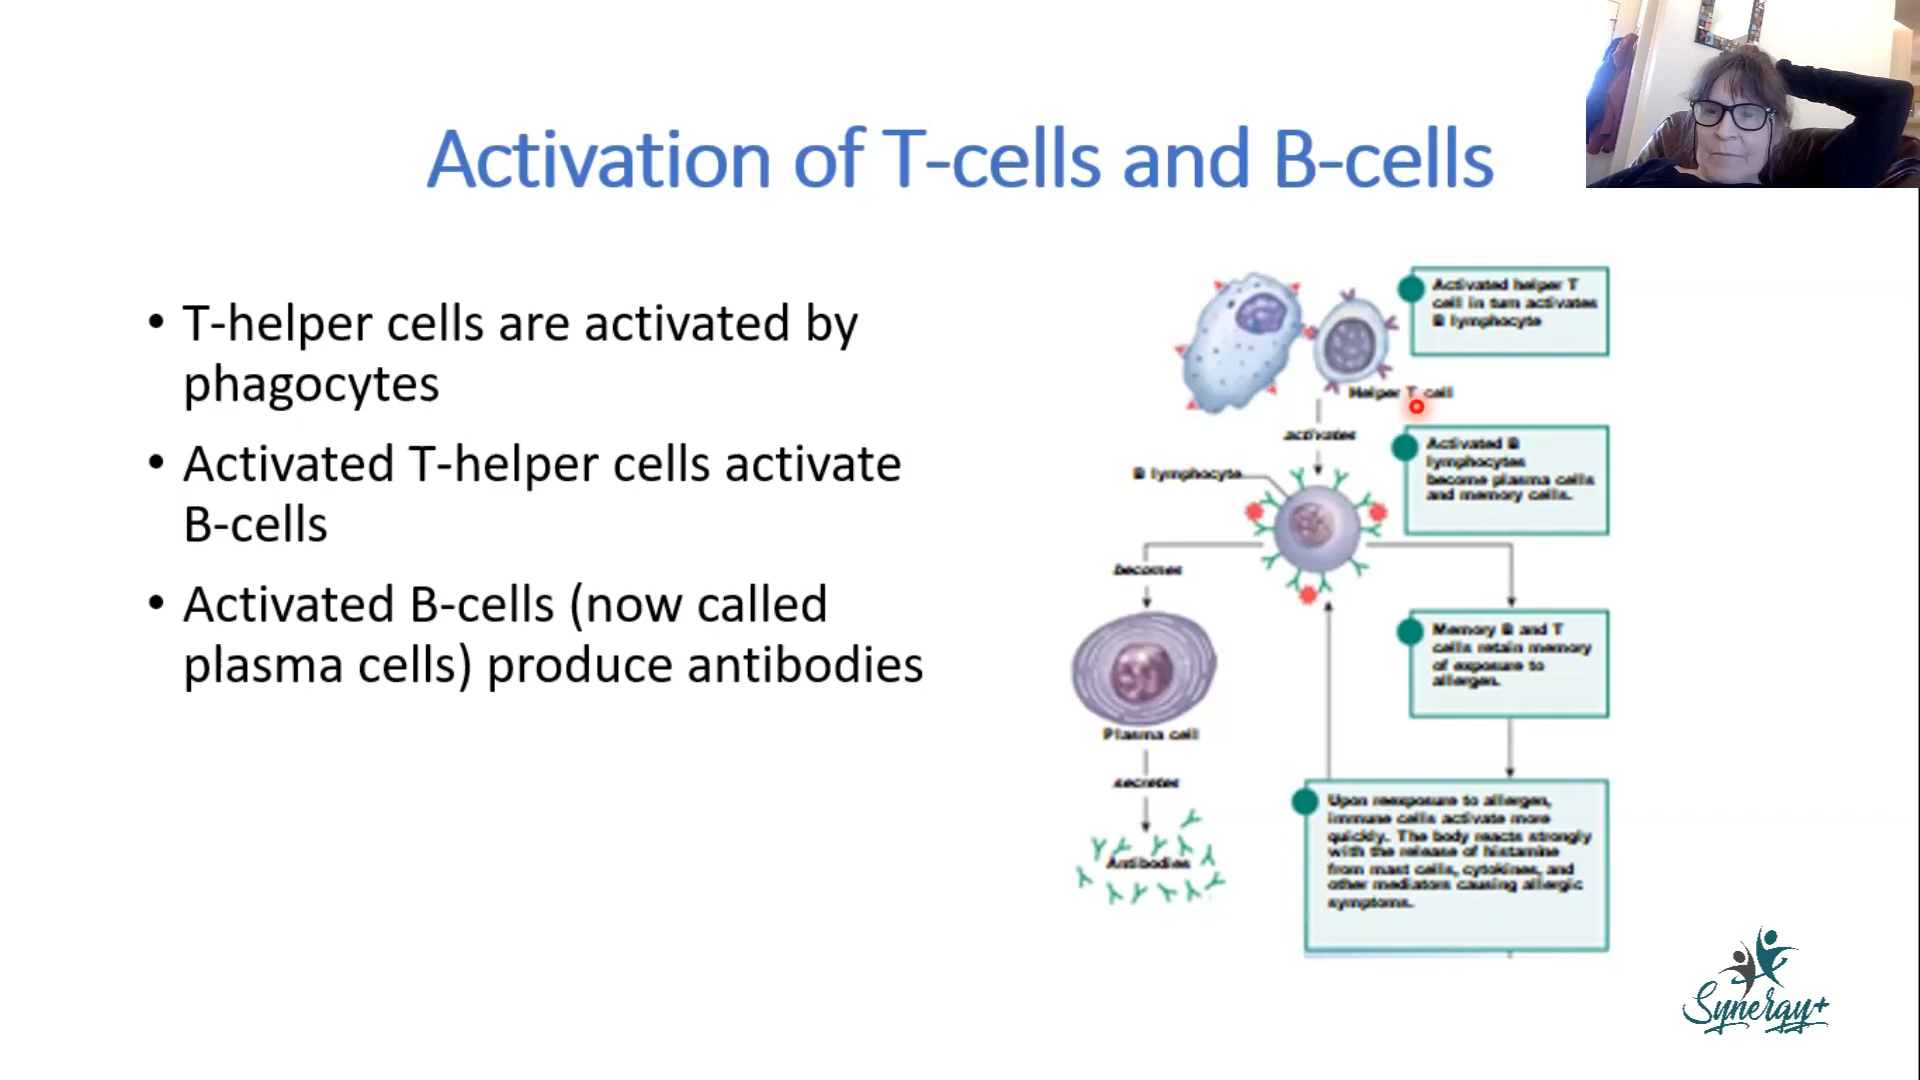 Activation of T-cells and B-cells
• T-helper cells are activated by
phagocytes
• Activated T-helper cells activate
B-cells
• Activated B-cells (now called
plasma cells) produce antibodies
Activated helper T
cell in turn activates
B lymphocyte
Helper T cell
activates
B lymphocyte
Activated B
lymphocytes
become plasma cells
and memory cells.
becomes
Memory B and T
cells retain memory
of exposure to
allergen.
Plasma cell
secretes
Antibodies
Upon reexposure to allergen,
immune cells activate more
quickly. The body reacts strongly
with the release of histamine
from mast cells, cytokines, and
other mediators causing allergic
symptoms.
Synergy+